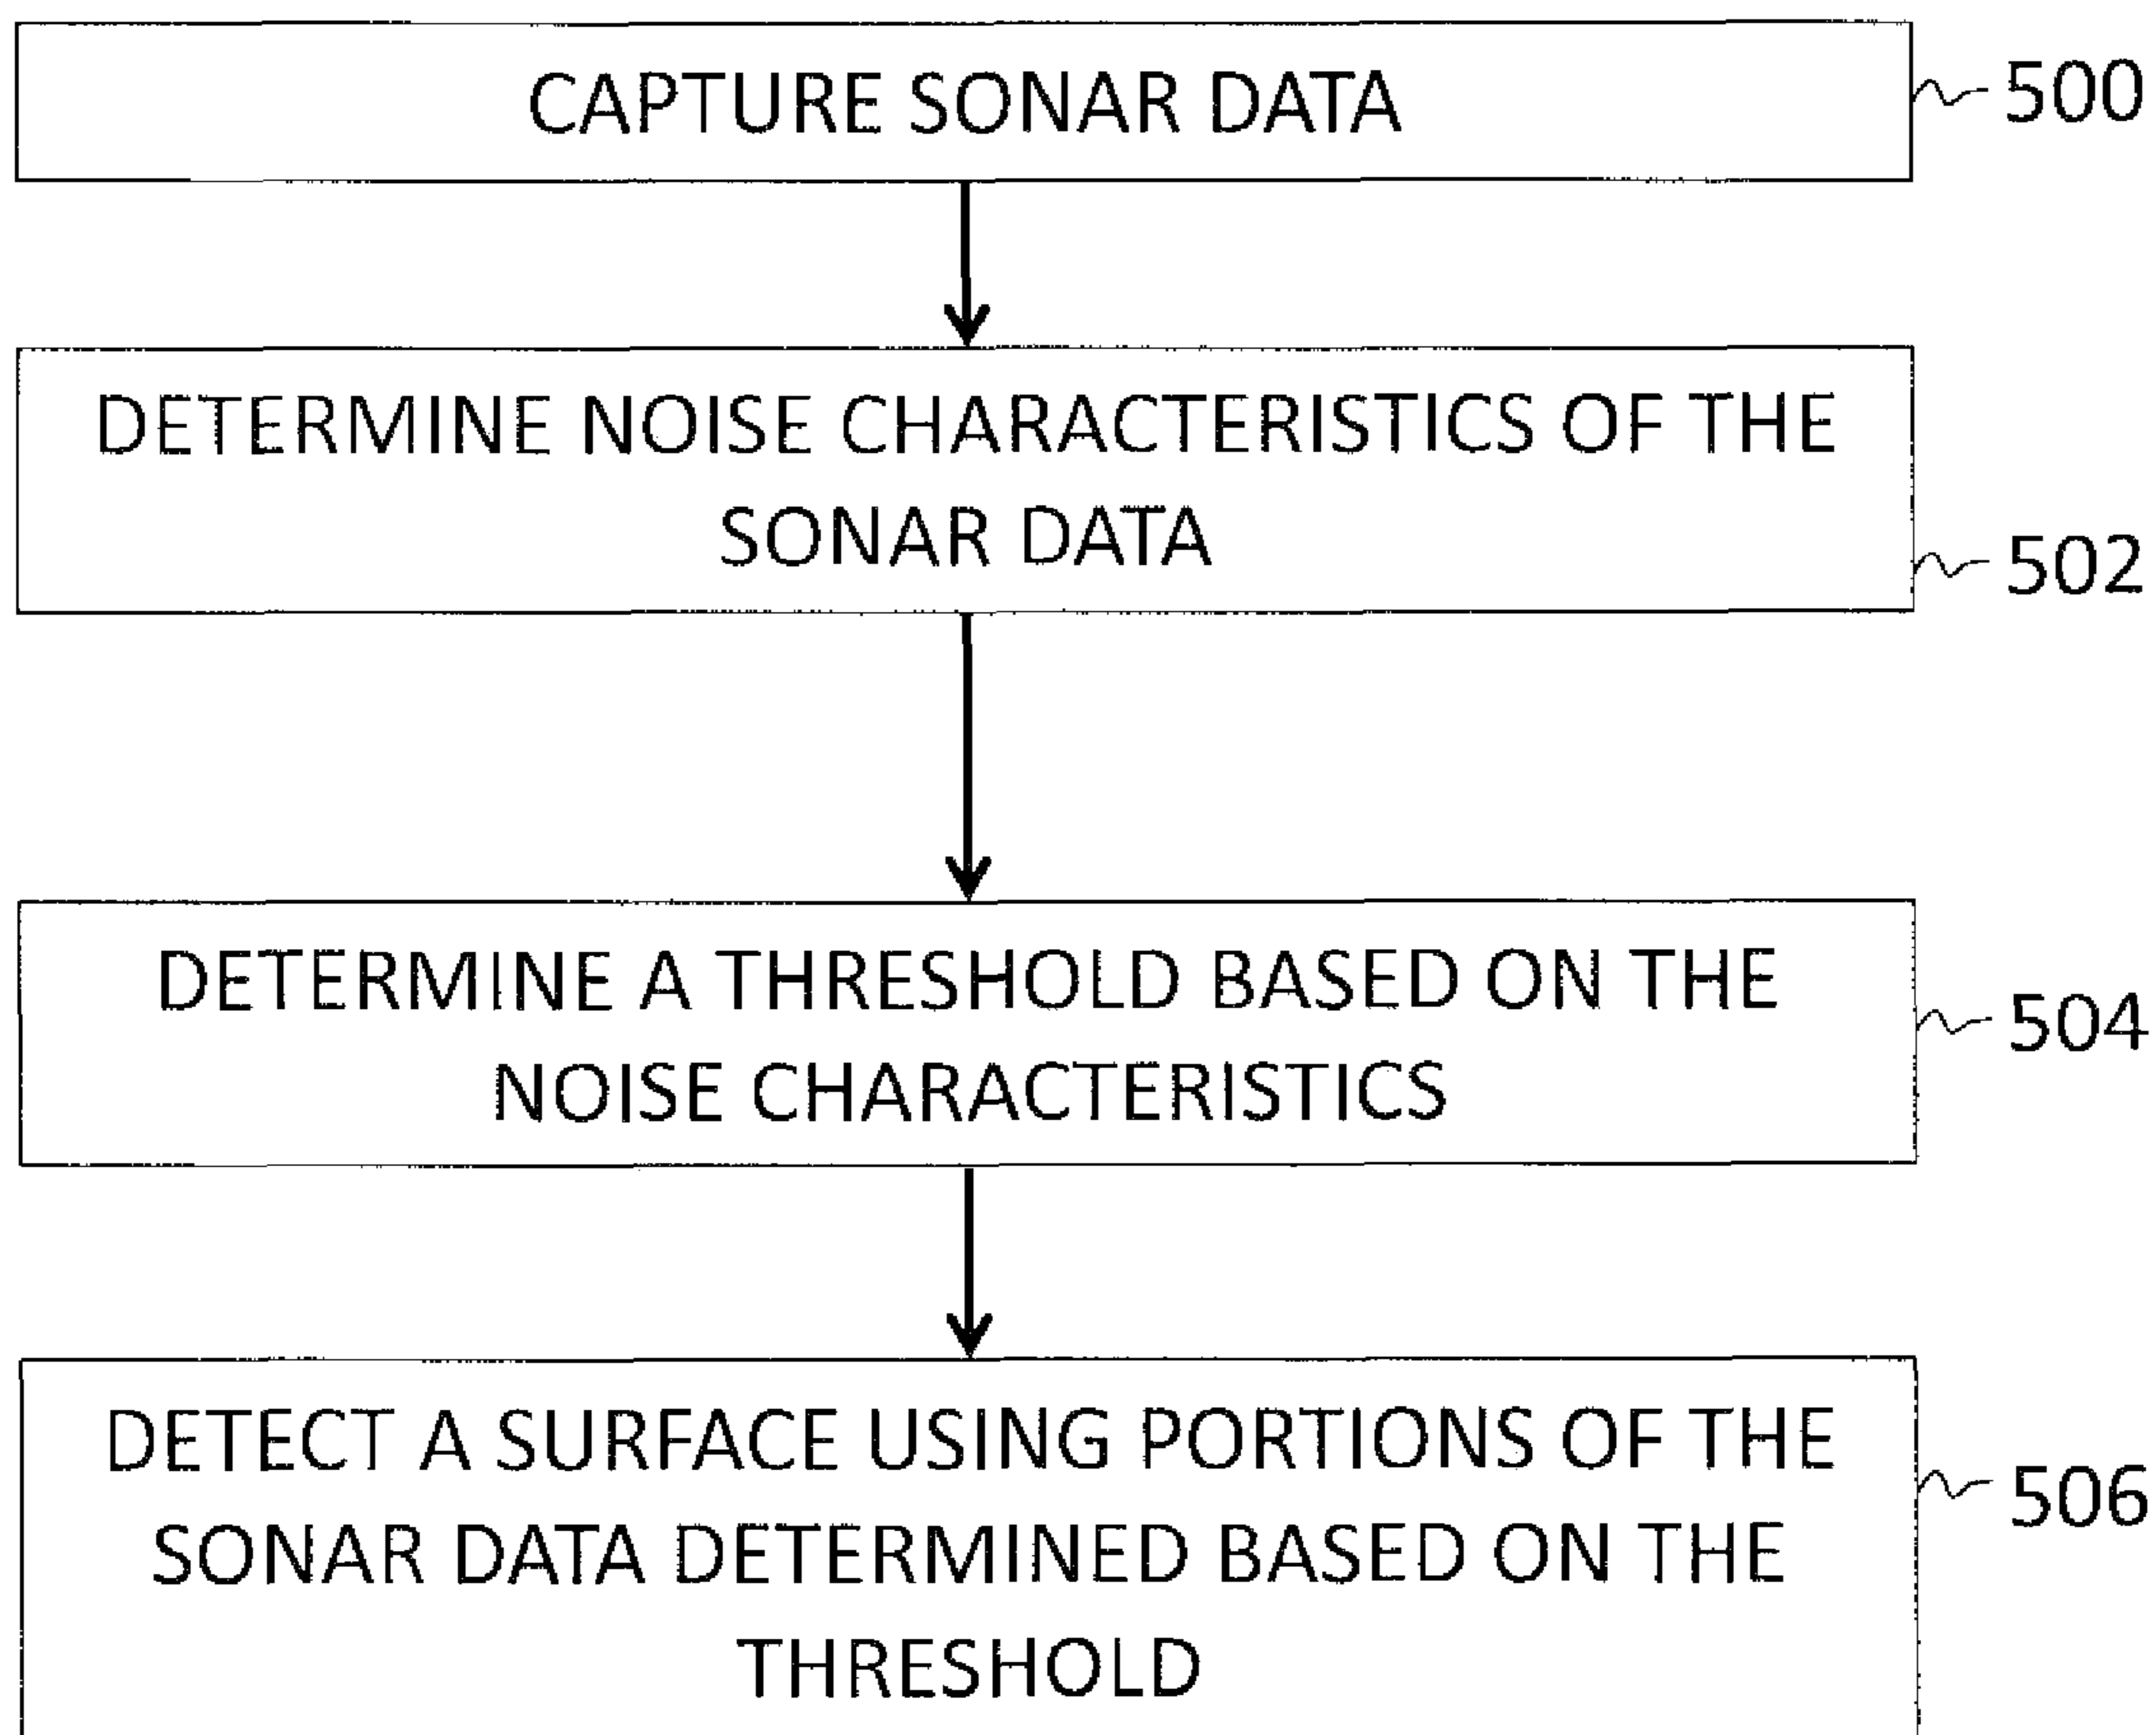 CAPTURE SONAR DATA
500
DETERMINE NOISE CHARACTERISTICS OF THE
SONAR DATA
502
DETERMINE A THRESHOLD BASED ON THE
NOISE CHARACTERISTICS
504
DETECT A SURFACE USING PORTIONS OF THE
SONAR DATA DETERMINED BASED ON THE
THRESHOLD
506